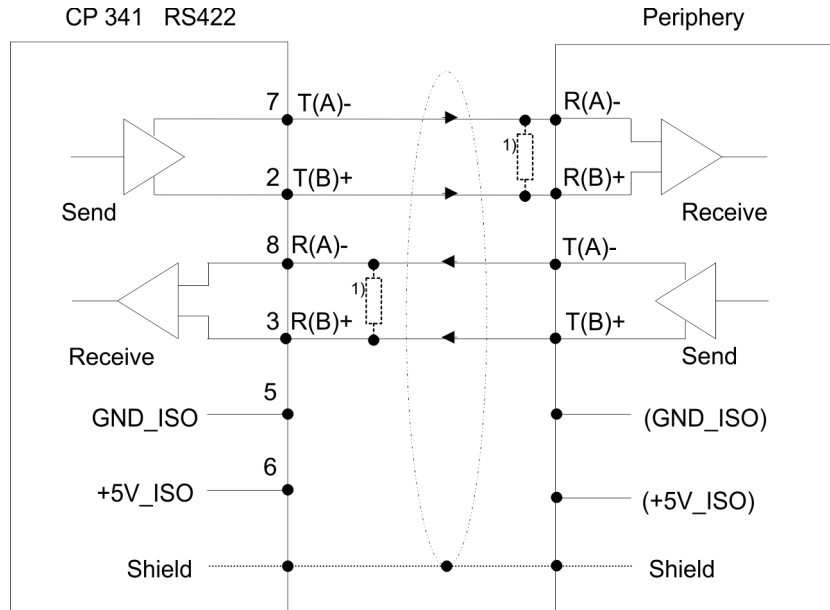 CP 341 RS422
Periphery
7 T(A)-
R(A)-
1)
2 T(B)+
R(B)+
Send
Receive
8 R(A)-
T(A)-
1)
3 R(B)+
T(B)+
Receive
Send
5
GND_ISO
(GND_ISO)
6
+5V_ISO
(+5V_ISO)
Shield
Shield